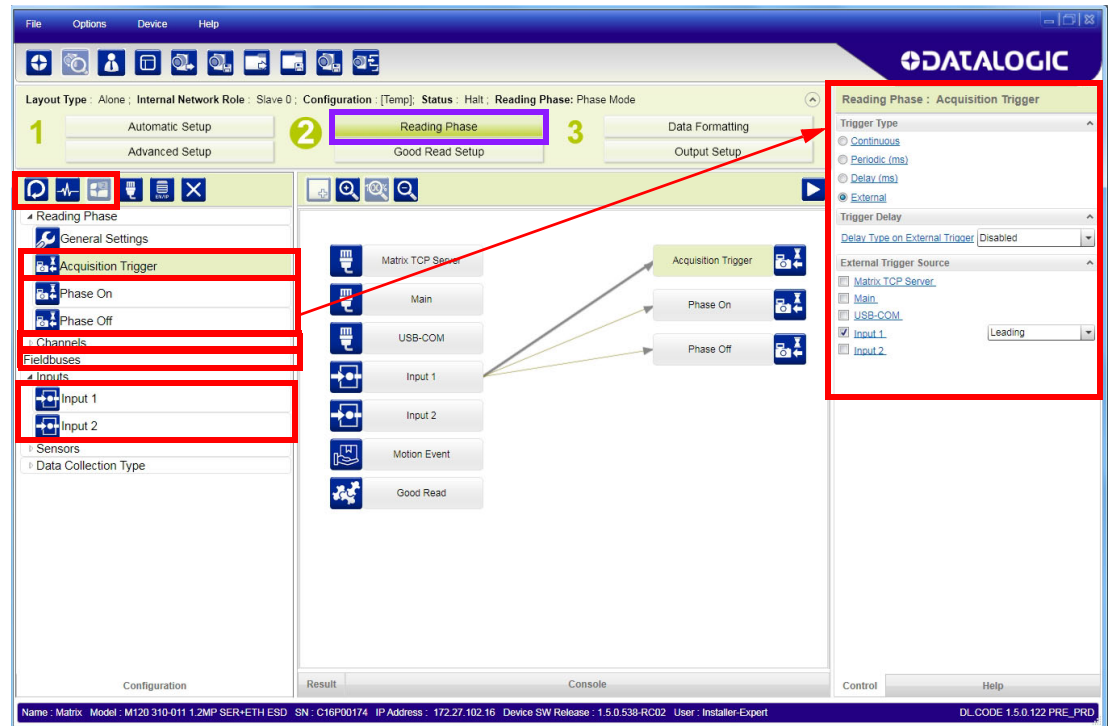 File Options Device Help
DATALOGIC
Layout Type : Alone ; Internal Network Role : Slave 0 ; Configuration : [Temp]; Status : Halt ; Reading Phase: Phase Mode
1 Automatic Setup
Advanced Setup
2 Reading Phase
Good Read Setup
3 Data Formatting
Output Setup
100%
Reading Phase
General Settings
Acquisition Trigger
Phase On
Phase Off
Channels
Fieldbuses
Inputs
Input 1
Input 2
Sensors
Data Collection Type
Configuration
Matrix TCP Server
Main
USB-COM
Input 1
Input 2
Motion Event
Good Read
Acquisition Trigger
Phase On
Phase Off
Result Console
Reading Phase : Acquisition Trigger
Trigger Type
Continuous
Periodic (ms)
Delay (ms)
External
Trigger Delay
Delay Type on External Trigger Disabled
External Trigger Source
Matrix TCP Server
Main
USB-COM
Input 1 Leading
Input 2
Control Help
Name : Matrix Model : M120 310-011 1.2MP SER+ETH ESD SN : C16P00174 IP Address : 172.27.102.16 Device SW Release : 1.5.0.538-RC02 User : Installer-Expert DL.CODE 1.5.0.122 PRE_PRD